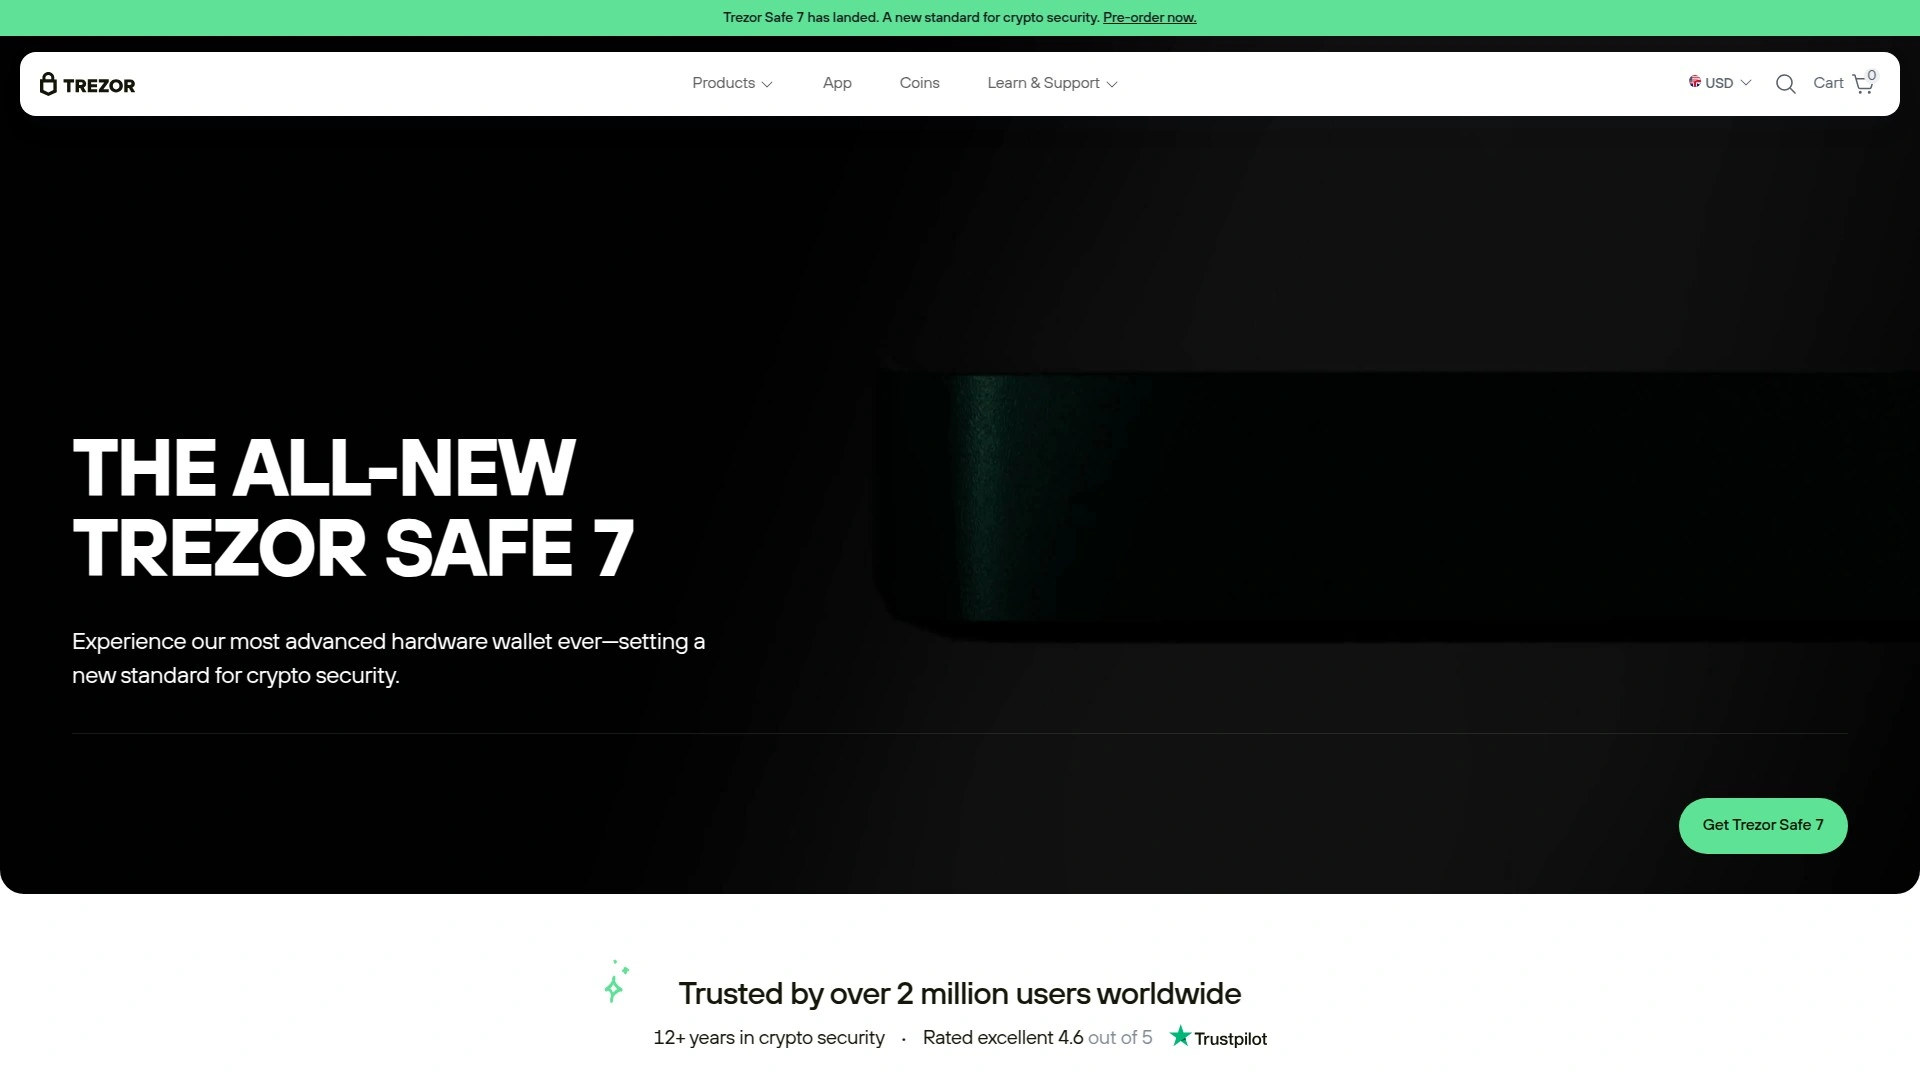 Trezor Safe 7 has landed. A new standard for crypto security. Pre-order now.
TREZOR
Products
App
Coins
Learn & Support
USD
Cart
0
THE ALL-NEW
TREZOR SAFE 7
Experience our most advanced hardware wallet ever—setting a
new standard for crypto security.
Get Trezor Safe 7
Trusted by over 2 million users worldwide
12+ years in crypto security · Rated excellent 4.6 out of 5 Trustpilot